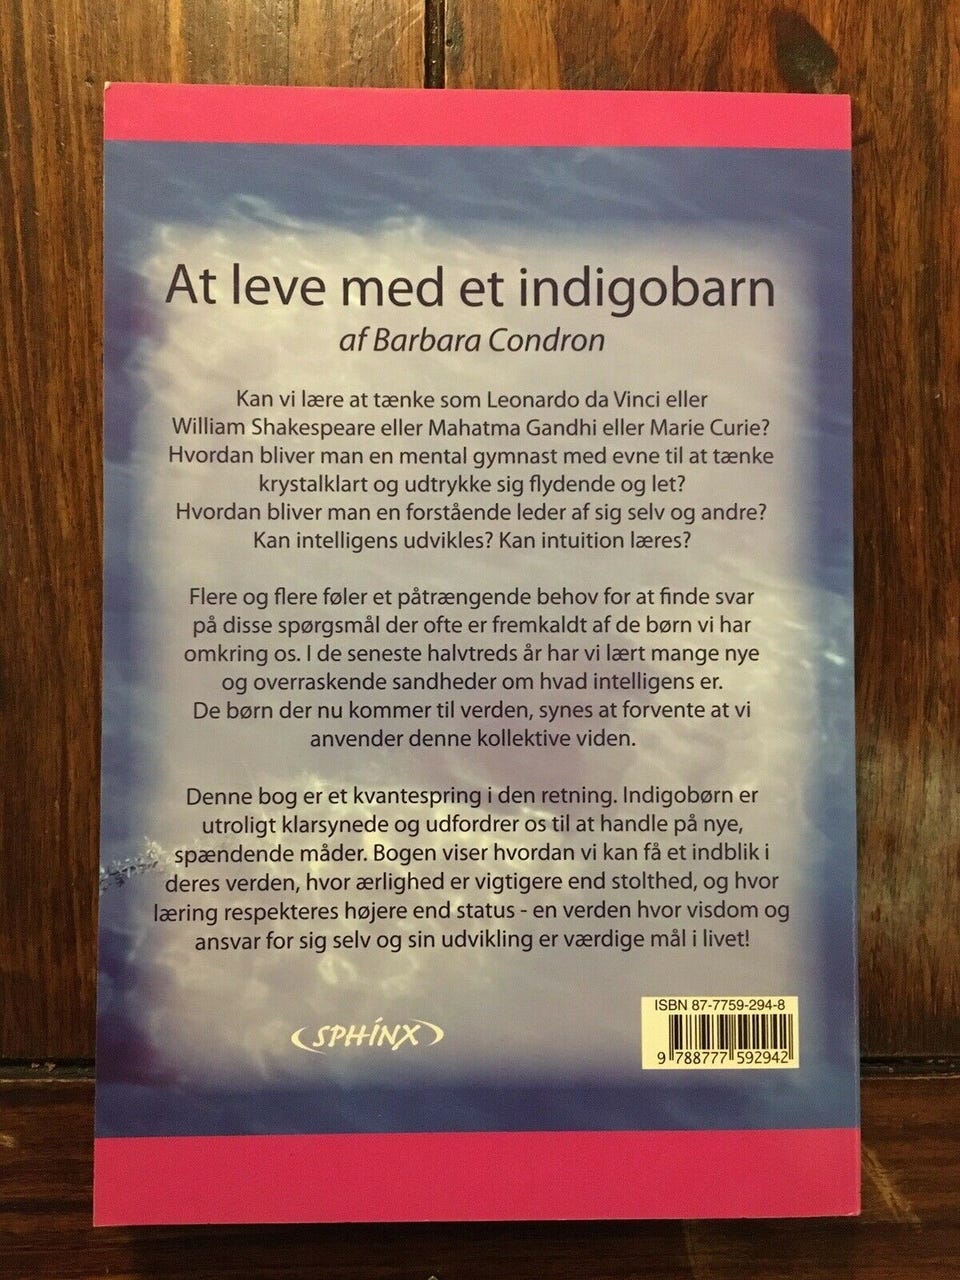 At leve med et indigobarn
af Barbara Condron
Kan vi lære at tænke som Leonardo da Vinci eller
William Shakespeare eller Mahatma Gandhi eller Marie Curie?
Hvordan bliver man en mental gymnast med evne til at tænke
krystalklart og udtrykke sig flydende og let?
Hvordan bliver man en forstående leder af sig selv og andre?
Kan intelligens udvikles? Kan intuition læres?
Flere og flere føler et påtrængende behov for at finde svar
på disse spørgsmål der ofte er fremkaldt af de børn vi har
omkring os. I de seneste halvtreds år har vi lært mange nye
og overraskende sandheder om hvad intelligens er.
De børn der nu kommer til verden, synes at forvente at vi
anvender denne kollektive viden.
Denne bog er et kvantespring i den retning. Indigobørn er
utroligt klarsynede og udfordrer os til at handle på nye,
spændende måder. Bogen viser hvordan vi kan få et indblik i
deres verden, hvor ærlighed er vigtigere end stolthed, og hvor
læring respekteres højere end status - en verden hvor visdom og
ansvar for sig selv og sin udvikling er værdige mål i livet!
SPHINX
ISBN 87-7759-294-8
9 788777 592942